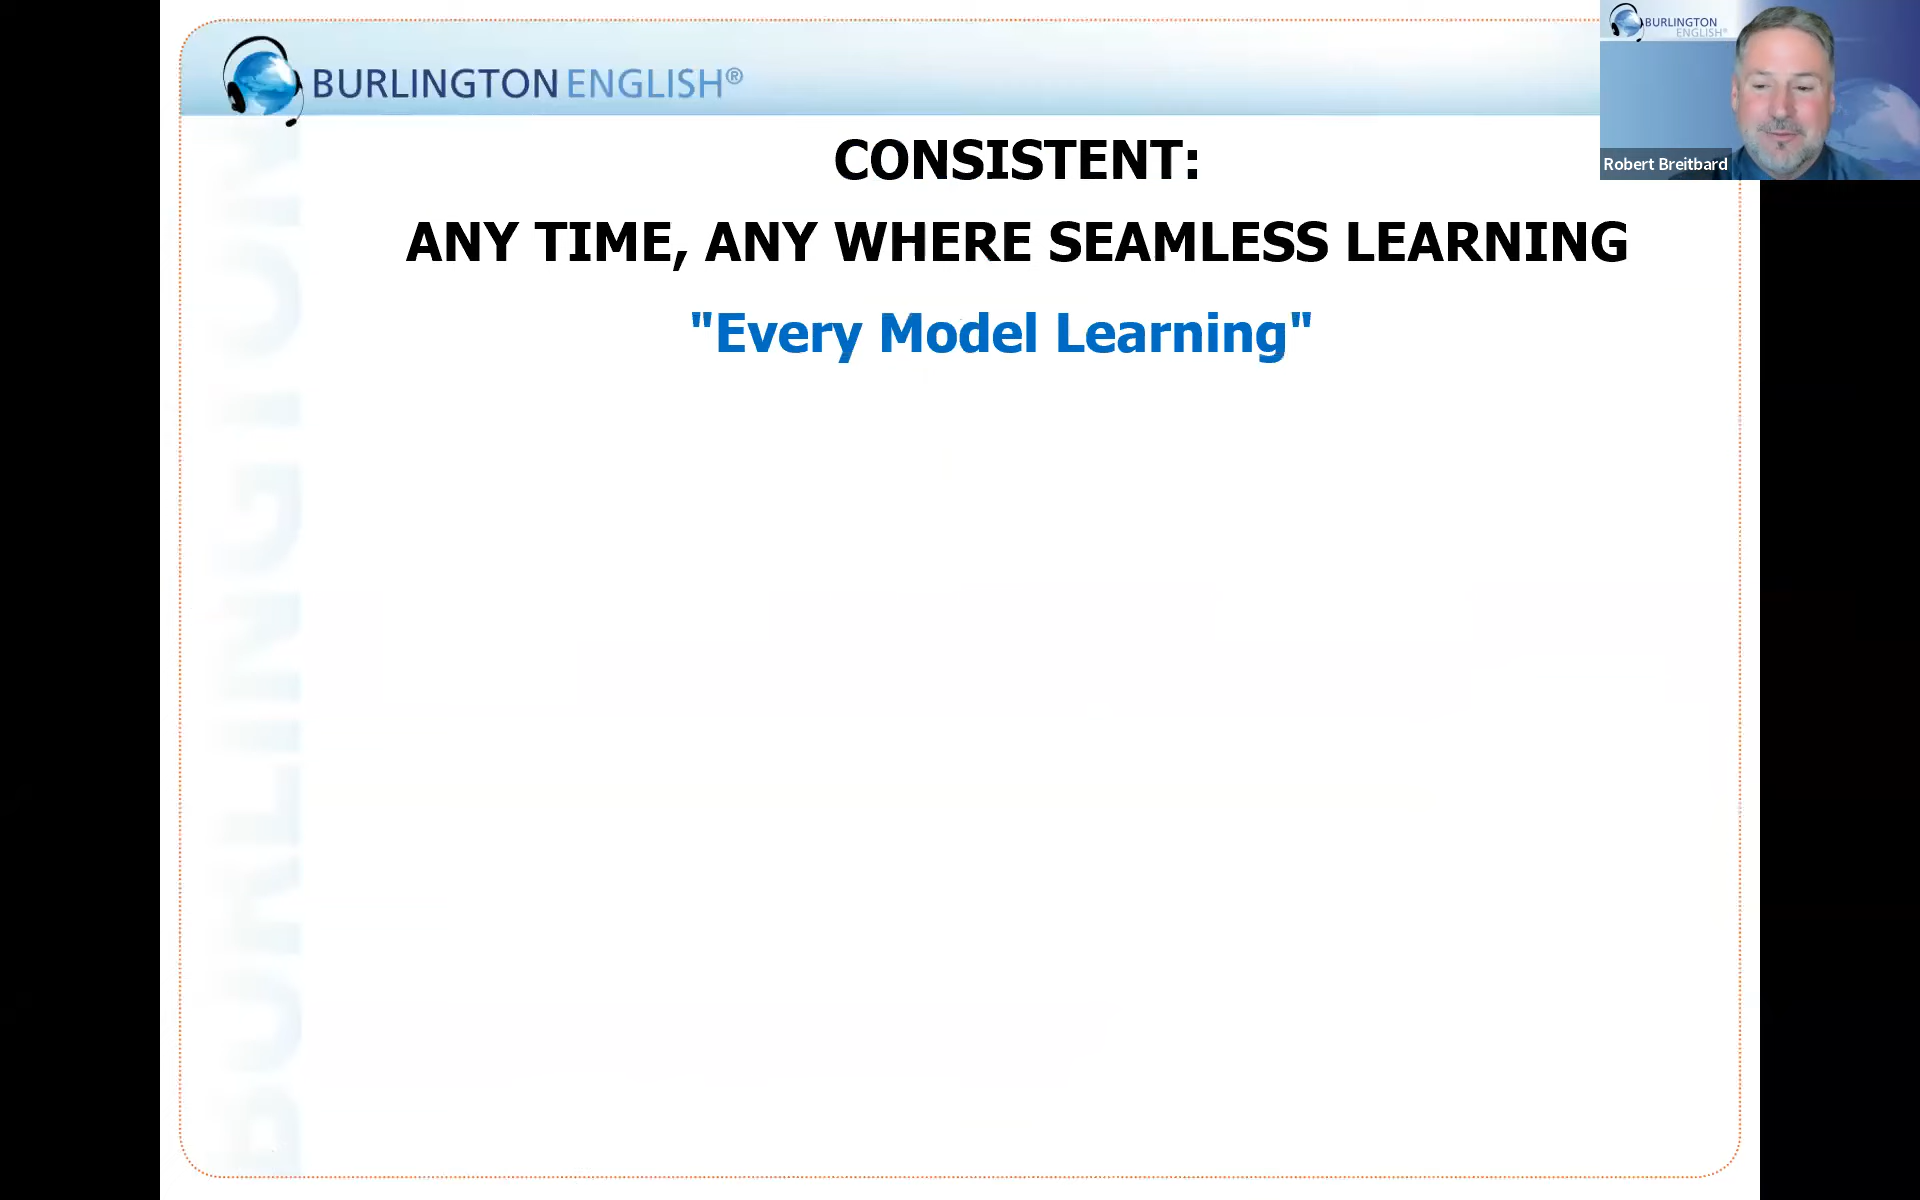 BURLINGTON ENGLISH®
BURLINGTON
ENGLISH®
Robert Breitbard
CONSISTENT:
ANY TIME, ANY WHERE SEAMLESS LEARNING
"Every Model Learning"
BURLINGTON